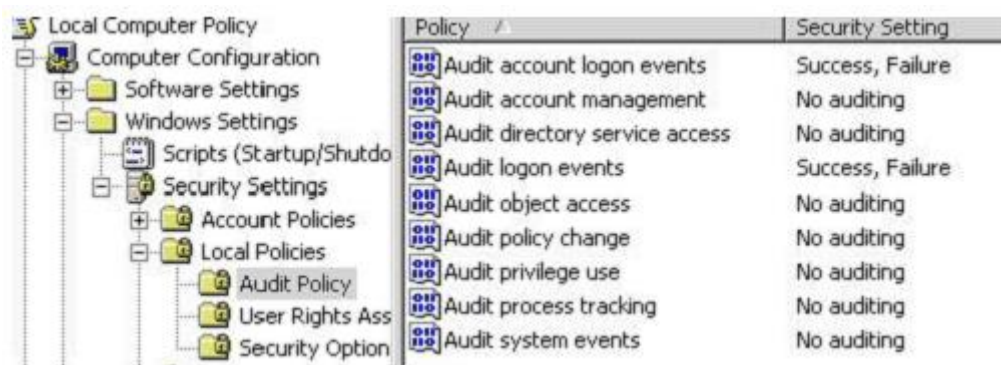 Local Computer Policy
Computer Configuration
Software Settings
Windows Settings
Scripts (Startup/Shutdo
Security Settings
Account Policies
Local Policies
Audit Policy
User Rights Ass
Security Option
Policy Security Setting
Audit account logon events Success, Failure
Audit account management No auditing
Audit directory service access No auditing
Audit logon events Success, Failure
Audit object access No auditing
Audit policy change No auditing
Audit privilege use No auditing
Audit process tracking No auditing
Audit system events No auditing